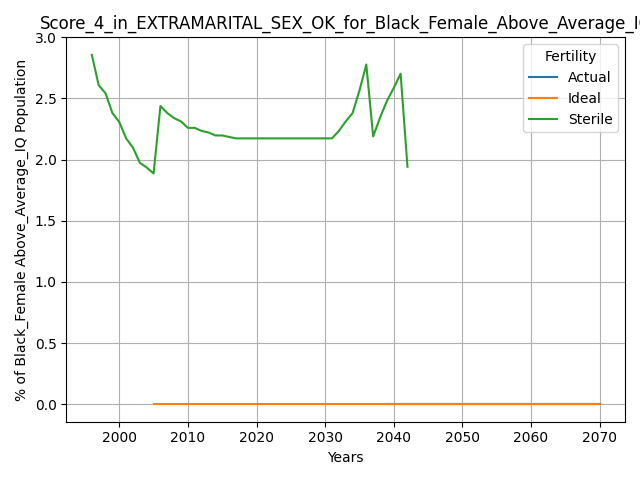 Score_4_in_EXTRAMARITAL_SEX_OK_for_Black_Female_Above_Average_IQ
3.0
2.5
2.0
1.5
1.0
0.5
0.0
% of Black_Female Above_Average_IQ Population
Fertility
Actual
Ideal
Sterile
2000 2010 2020 2030 2040 2050 2060 2070
Years